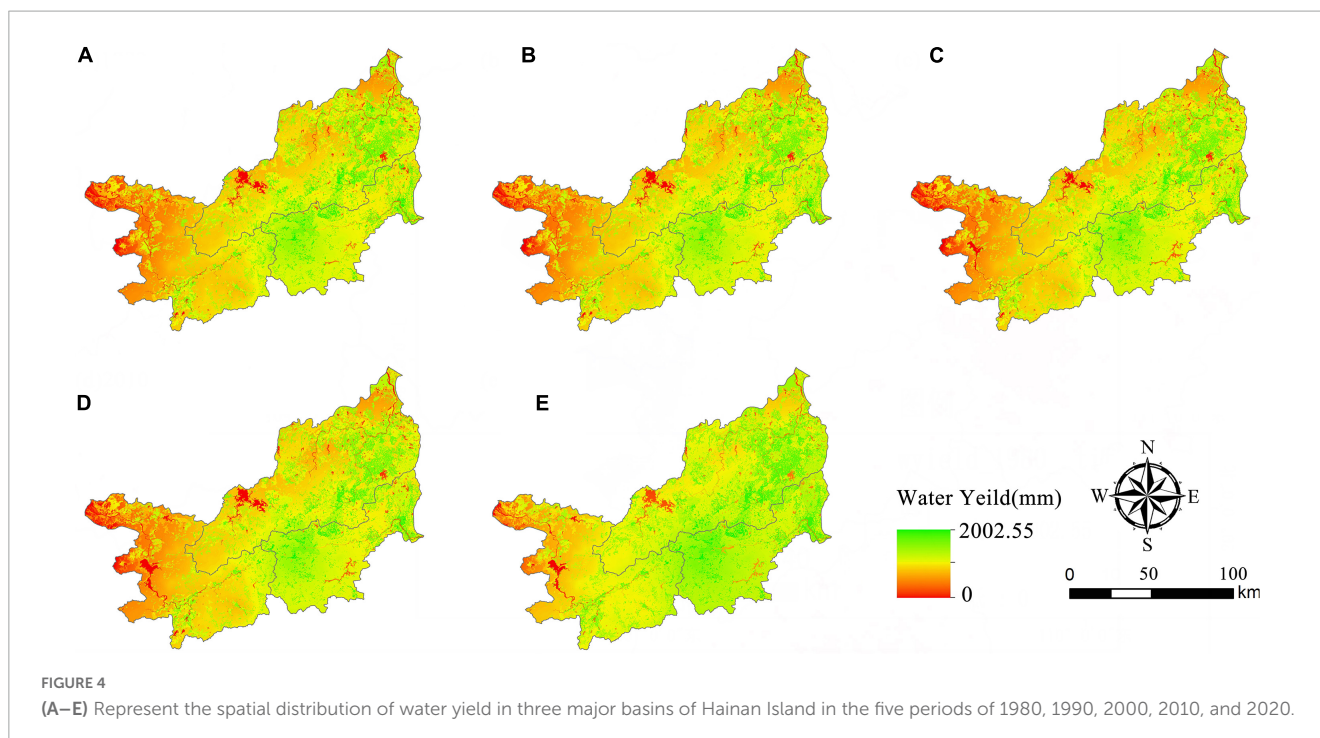 A
B
C
D
E
Water Yeild(mm)
2002.55
0
N
W
E
S
0 50 100
km
FIGURE 4
(A–E) Represent the spatial distribution of water yield in three major basins of Hainan Island in the five periods of 1980, 1990, 2000, 2010, and 2020.